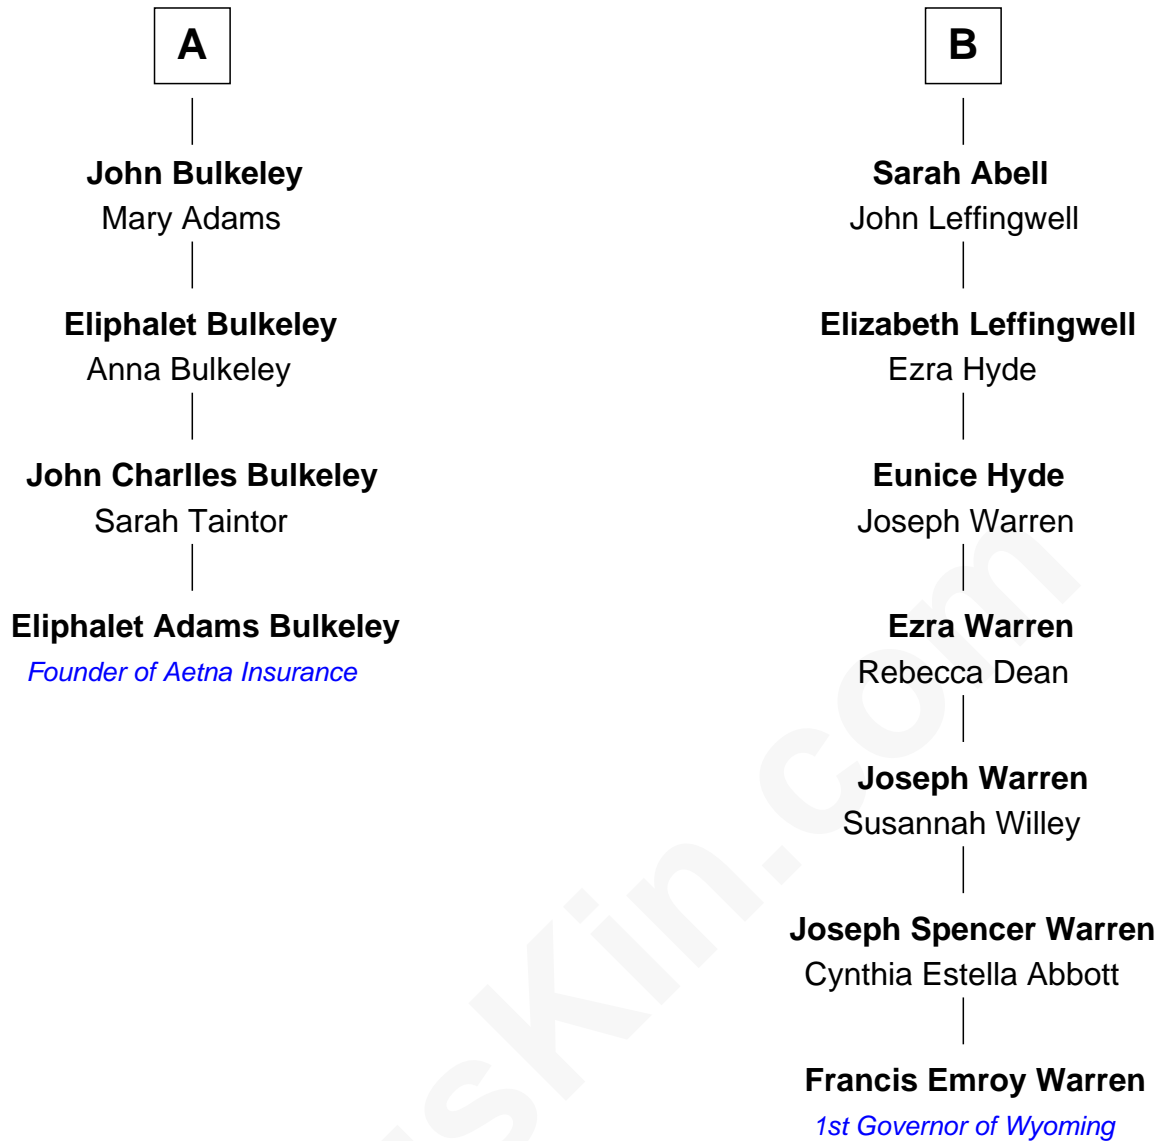 A
John Bulkeley
Mary Adams
Eliphalet Bulkeley
Anna Bulkeley
John Charlles Bulkeley
Sarah Taintor
Eliphalet Adams Bulkeley
Founder of Aetna Insurance
B
Sarah Abell
John Leffingwell
Elizabeth Leffingwell
Ezra Hyde
Eunice Hyde
Joseph Warren
Ezra Warren
Rebecca Dean
Joseph Warren
Susannah Willey
Joseph Spencer Warren
Cynthia Estella Abbott
Francis Emroy Warren
1st Governor of Wyoming
usKin.com